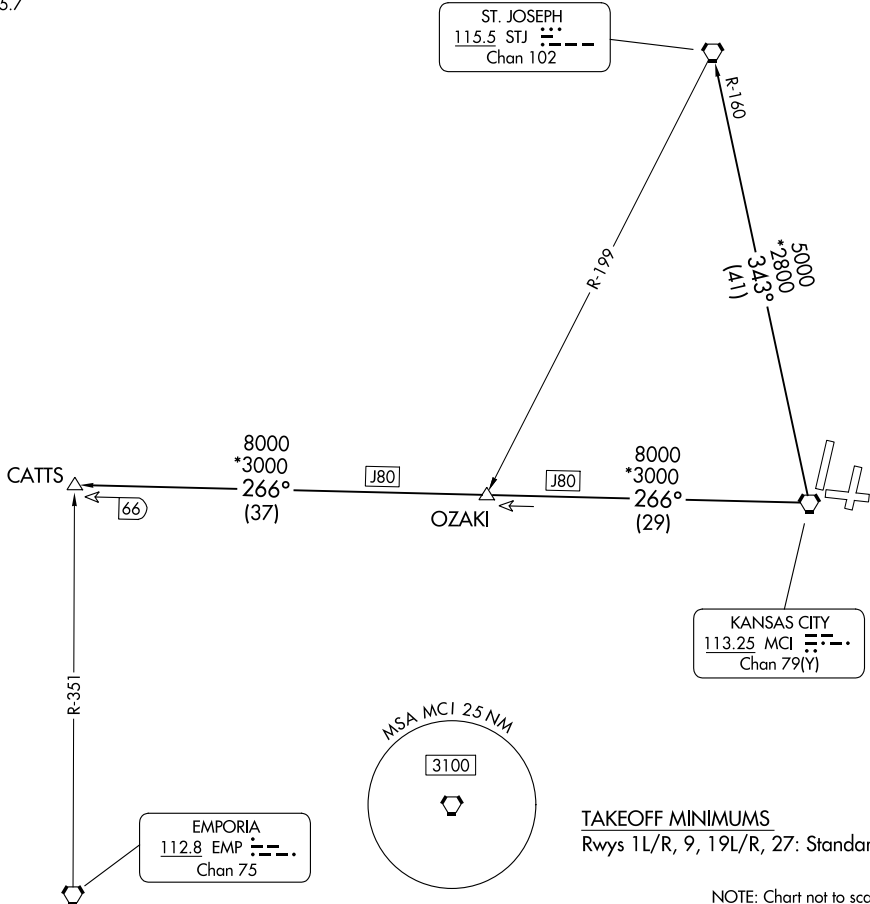 5.7
ST. JOSEPH
115.5 STJ
Chan 102
R-160
R-199
5000
*2800
343°
(41)
CATTS
66
8000
*3000
266°
(37)
J80
OZAKI
J80
8000
*3000
266°
(29)
KANSAS CITY
113.25 MCI
Chan 79(Y)
R-351
MSA MCI 25 NM
3100
EMPORIA
112.8 EMP
Chan 75
TAKEOFF MINIMUMS
Rwys 1L/R, 9, 19L/R, 27: Standar
NOTE: Chart not to sca